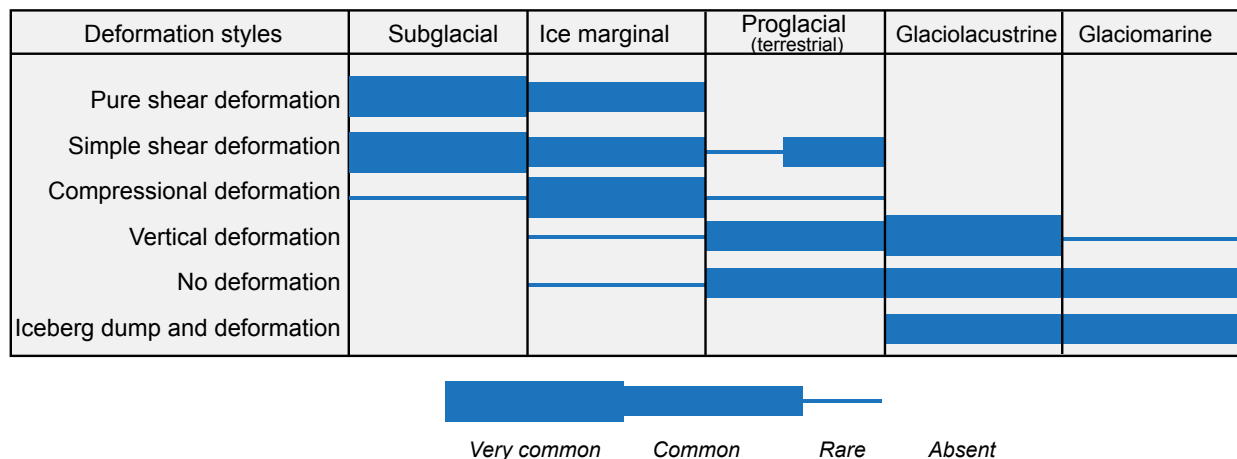 Deformation styles Subglacial Ice marginal Proglacial (terrestrial) Glaciolacustrine Glaciomarine
Pure shear deformation
Simple shear deformation
Compressional deformation
Vertical deformation
No deformation
Iceberg dump and deformation
Very common Common Rare Absent